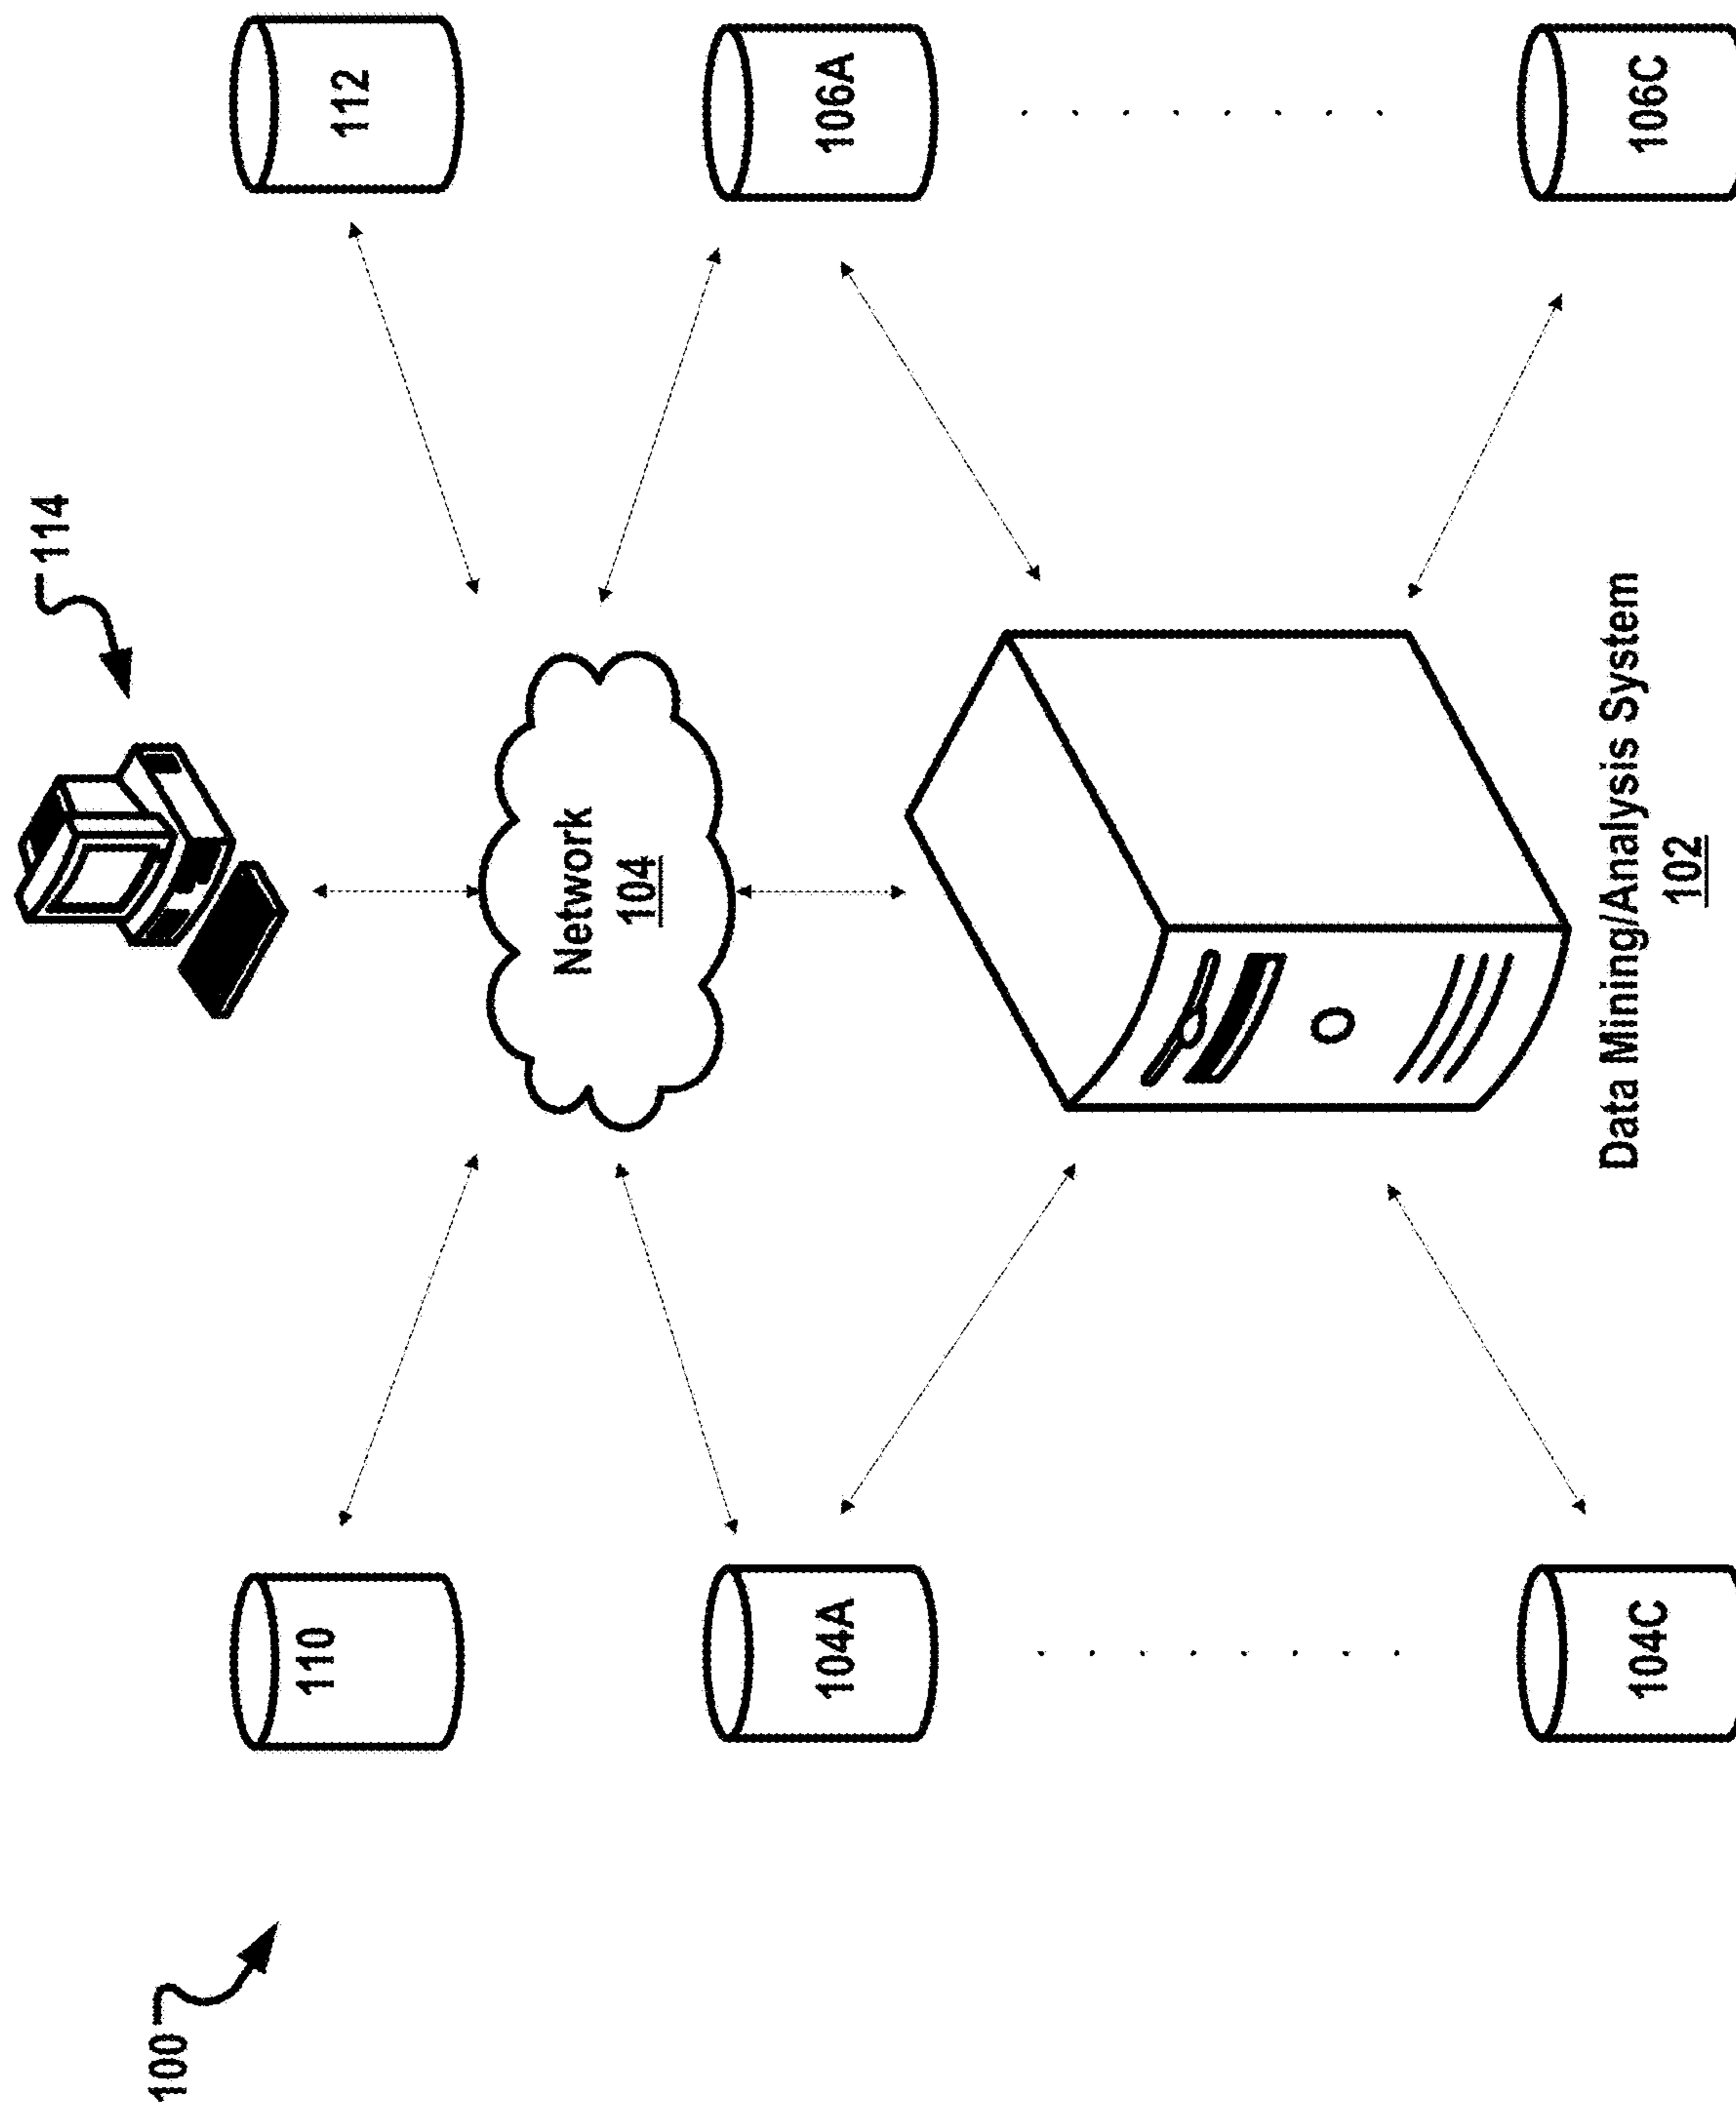 100
114
110
112
Network
104
104A
106A
104C
106C
Data Mining/Analysis System
102